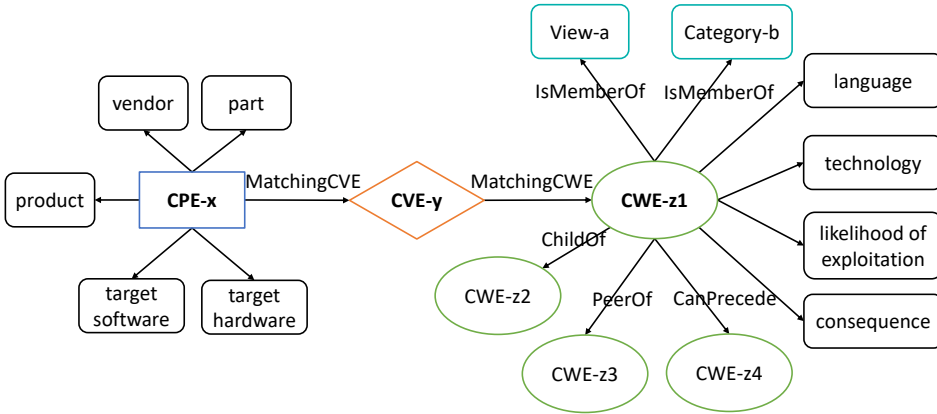 View-a
Category-b
vendor
part
IsMemberOf
IsMemberOf
language
product
CPE-x
MatchingCVE
CVE-y
MatchingCWE
CWE-z1
technology
ChildOf
likelihood of
exploitation
target
software
target
hardware
CWE-z2
PeerOf
CanPrecede
consequence
CWE-z3
CWE-z4